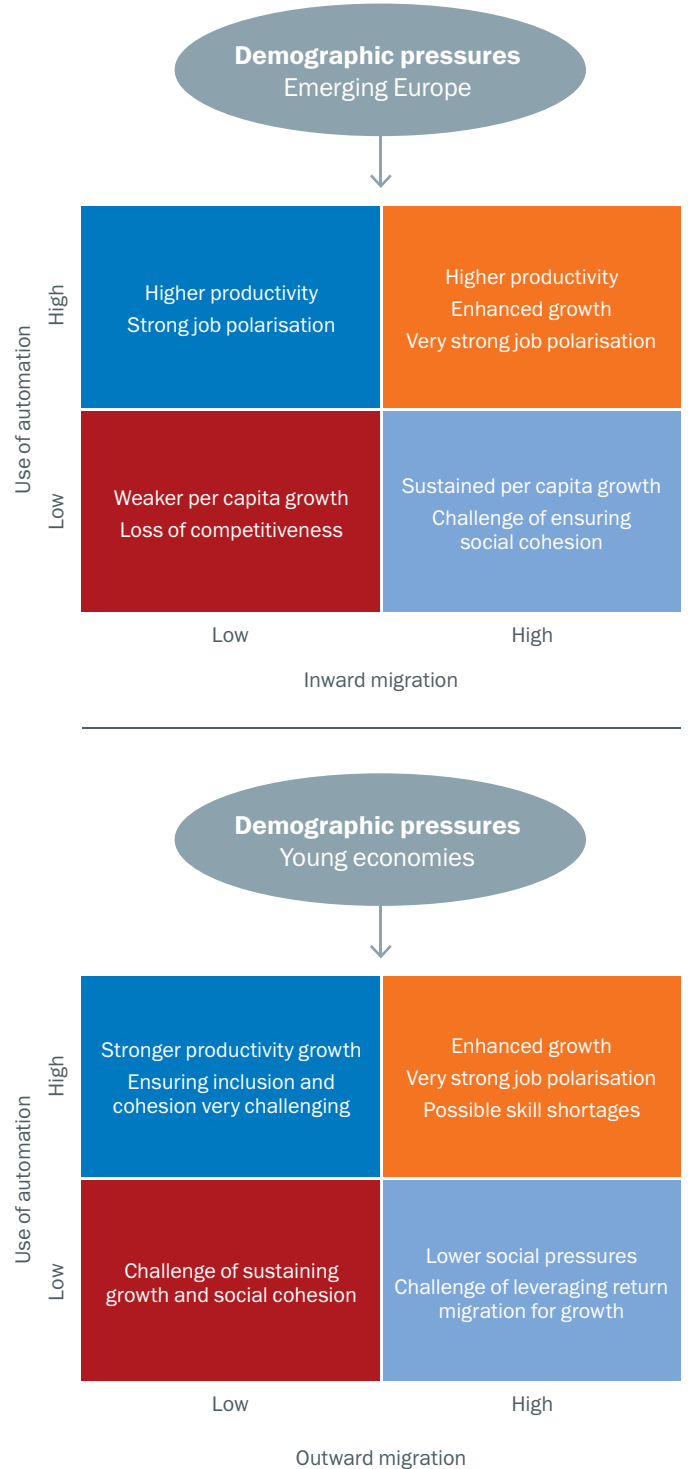 Demographic pressures
Emerging Europe
Use of automation
High
Higher productivity
Strong job polarisation
Higher productivity
Enhanced growth
Very strong job polarisation
Low
Weaker per capita growth
Loss of competitiveness
Sustained per capita growth
Challenge of ensuring
social cohesion
Low
High
Inward migration
Demographic pressures
Young economies
Use of automation
High
Stronger productivity growth
Ensuring inclusion and
cohesion very challenging
Enhanced growth
Very strong job polarisation
Possible skill shortages
Low
Challenge of sustaining
growth and social cohesion
Lower social pressures
Challenge of leveraging return
migration for growth
Low
High
Outward migration